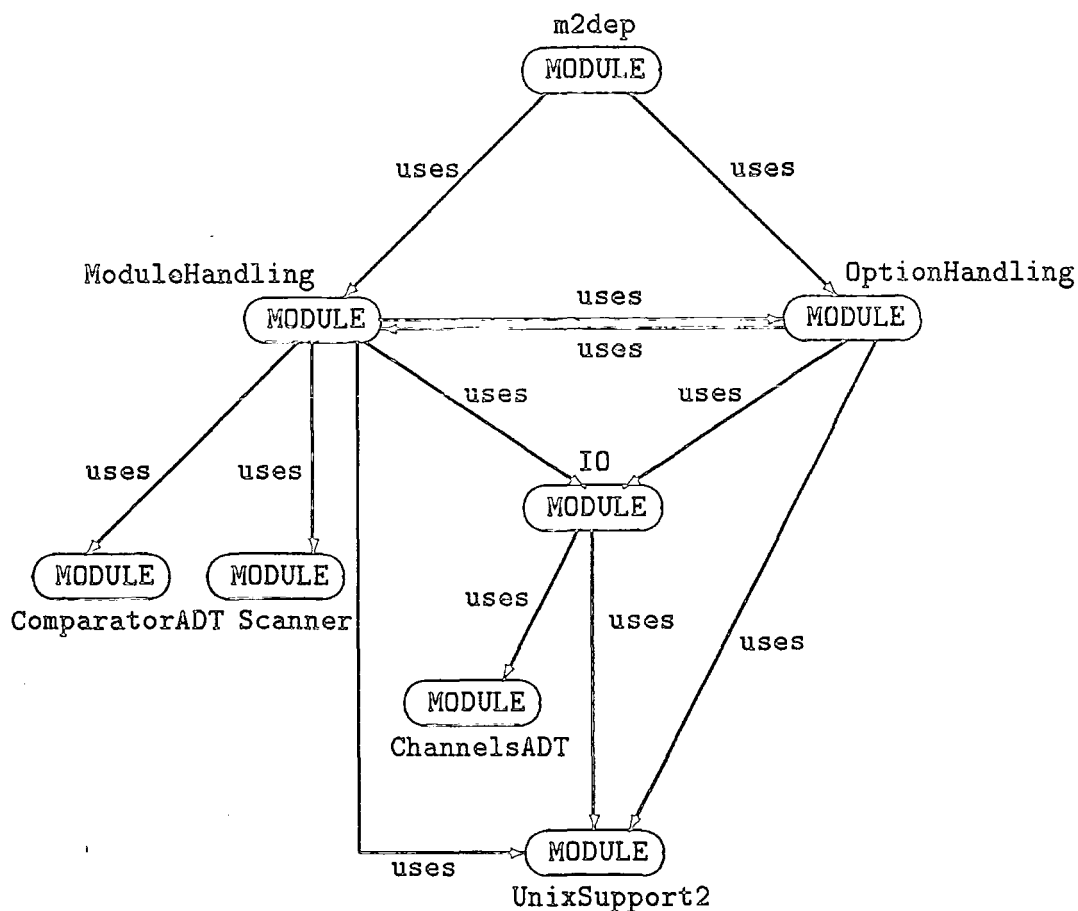 m2dep
MODULE
uses
uses
ModuleHandling
OptionHandling
MODULE
uses
MODULE
uses
uses
uses
uses
uses
IO
MODULE
MODULE
MODULE
ComparatorADT
Scanner
uses
uses
uses
MODULE
ChannelsADT
MODULE
uses
UnixSupport2